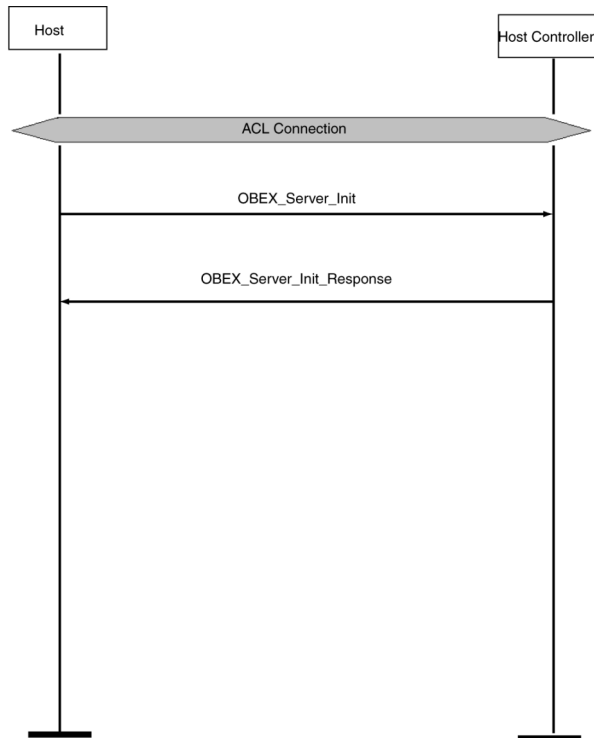 Host
Host Controller
ACL Connection
OBEX_Server_Init
OBEX_Server_Init_Response